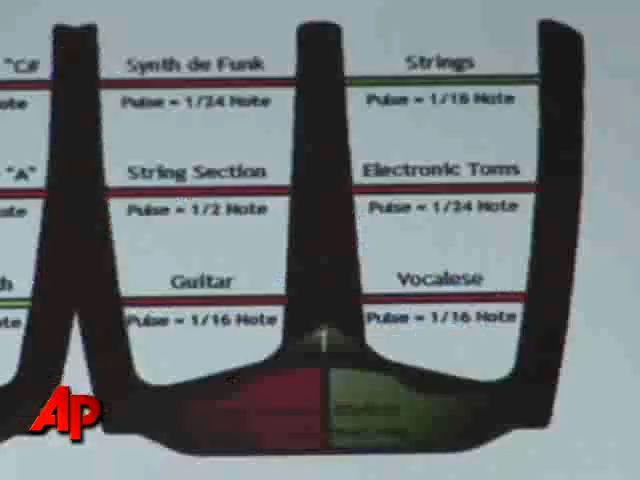 "C#
Synth de Funk
Strings
Pulse = 1/24 Note
Pulse = 1/16 Note
"A"
String Section
Electronic Toms
Pulse = 1/2 Note
Pulse = 1/24 Note
Guitar
Vocalese
Pulse = 1/16 Note
Pulse = 1/16 Note
AP